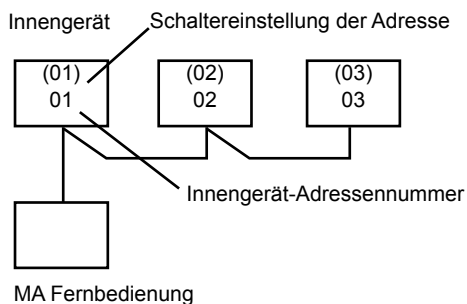 Innengerät
Schaltereinstellung der Adresse
(01)
01
(02)
02
(03)
03
Innengerät-Adressennummer
MA Fernbedienung